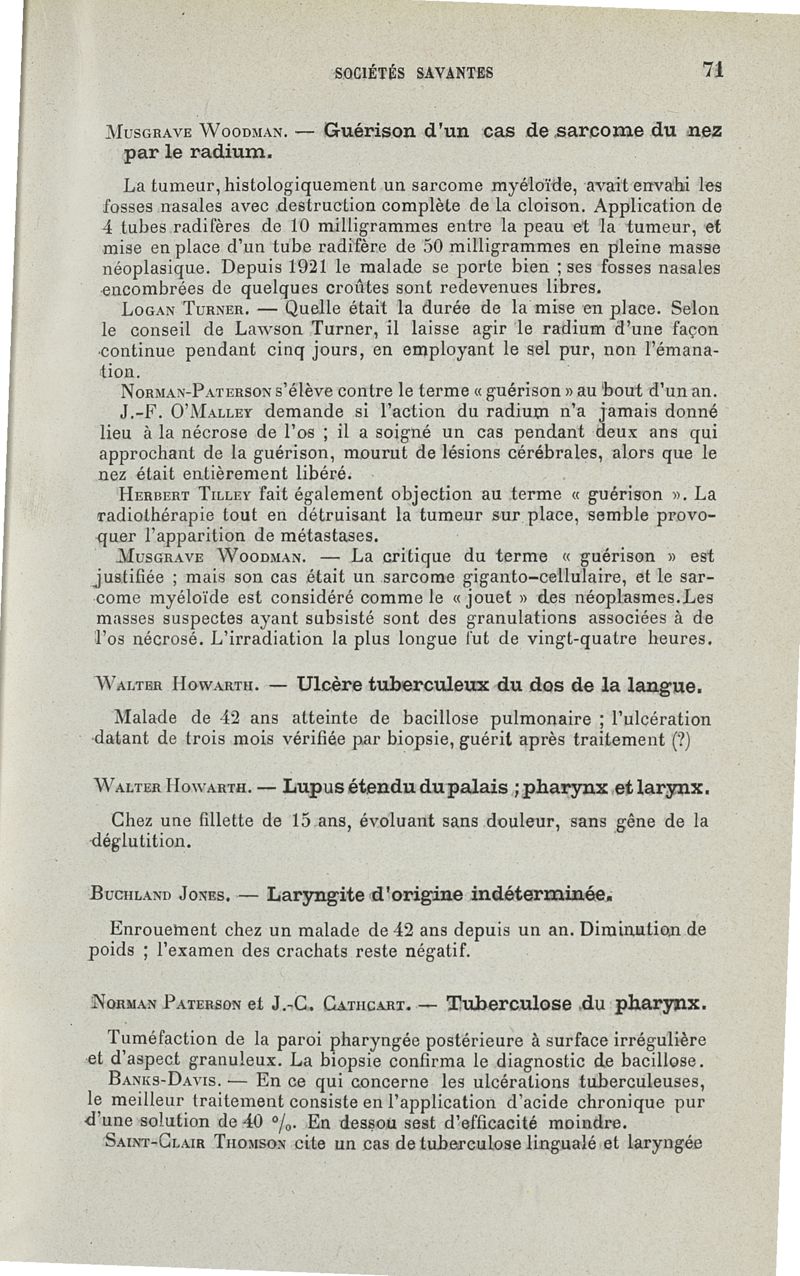 SOCIÉTÉS SAVANTES 71
MUSGRAVE WOODMAN. — Guérison d'un cas de sarcome du nez
par le radium.
La tumeur, histologiquement un sarcome myéloïde, avait envahi les
fosses nasales avec destruction complète de la cloison. Application de
4 tubes radifères de 10 milligrammes entre la peau et la tumeur, et
mise en place d'un tube radifère de 50 milligrammes en pleine masse
néoplasique. Depuis 1921 le malade se porte bien ; ses fosses nasales
encombrées de quelques croûtes sont redevenues libres.
LOGAN TURNER. — Quelle était la durée de la mise en place. Selon
le conseil de Lawson Turner, il laisse agir le radium d'une façon
continue pendant cinq jours, en employant le sel pur, non l'émana-
tion.
NORMAN-PATERSON s'élève contre le terme « guérison » au bout d'un an.
J.-F. O'MALLEY demande si l'action du radium n'a jamais donné
lieu à la nécrose de l'os ; il a soigné un cas pendant deux ans qui
approchant de la guérison, mourut de lésions cérébrales, alors que le
nez était entièrement libéré.
HERBERT TILLEY fait également objection au terme « guérison ». La
radiothérapie tout en détruisant la tumeur sur place, semble provo-
quer l'apparition de métastases.
MUSGRAVE WOODMAN. — La critique du terme « guérison » est
justifiée ; mais son cas était un sarcome giganto-cellulaire, et le sar-
come myéloïde est considéré comme le « jouet » des néoplasmes. Les
masses suspectes ayant subsisté sont des granulations associées à de
l'os nécrosé. L'irradiation la plus longue fut de vingt-quatre heures.
WALTER HOWARTH. — Ulcère tuberculeux du dos de la langue.
Malade de 42 ans atteinte de bacillose pulmonaire ; l'ulcération
datant de trois mois vérifiée par biopsie, guérit après traitement (?)
WALTER HOWARTH. — Lupus étendu du palais ; pharynx et larynx.
Chez une fillette de 15 ans, évoluant sans douleur, sans gêne de la
déglutition.
BUCHLAND JONES. — Laryngite d'origine indéterminée.
Enrouement chez un malade de 42 ans depuis un an. Diminution de
poids ; l'examen des crachats reste négatif.
NORMAN PATERSON et J.-C. CATHCART. — Tuberculose du pharynx.
Tuméfaction de la paroi pharyngée postérieure à surface irrégulière
et d'aspect granuleux. La biopsie confirma le diagnostic de bacillose.
BANKS-DAVIS. — En ce qui concerne les ulcérations tuberculeuses,
le meilleur traitement consiste en l'application d'acide chronique pur
d'une solution de 40 %. En dessou sest d'efficacité moindre.
SAINT-CLAIR THOMSON cite un cas de tuberculose lingualé et laryngée